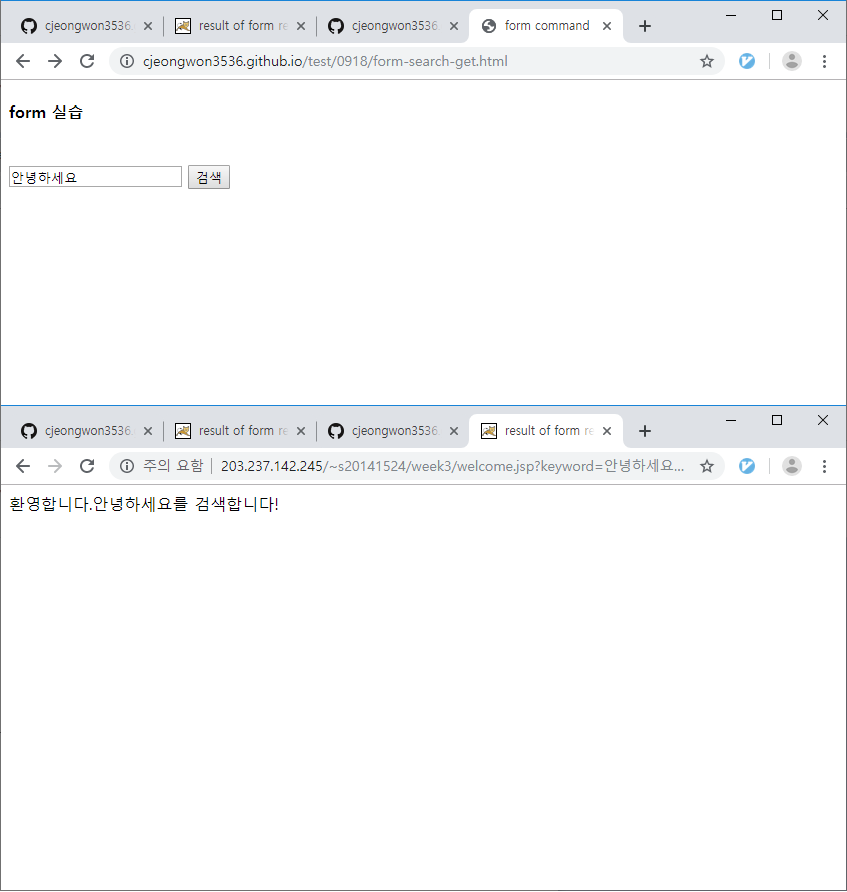 cjeongwon3536.
result of form re
cjeongwon3536.
form command
cjeongwon3536.github.io/test/0918/form-search-get.html
form 실습
안녕하세요 검색
cjeongwon3536.
result of form re
cjeongwon3536.
result of form re
주의 요함 203.237.142.245/~s20141524/week3/welcome.jsp?keyword=안녕하세요...
환영합니다.안녕하세요를 검색합니다!